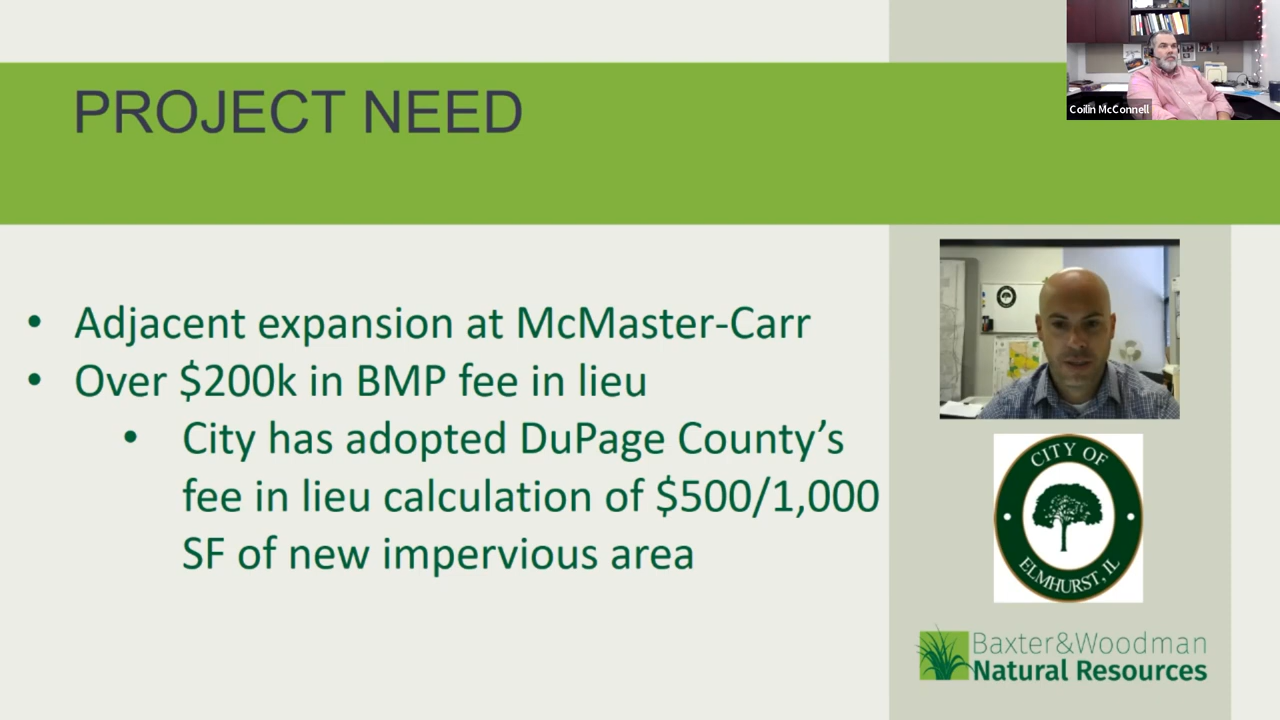 PROJECT NEED
Coilin McConnell
• Adjacent expansion at McMaster-Carr
• Over $200k in BMP fee in lieu
• City has adopted DuPage County’s
fee in lieu calculation of $500/1,000
SF of new impervious area
CITY OF
ELMHURST, IL
Baxter&Woodman
Natural Resources